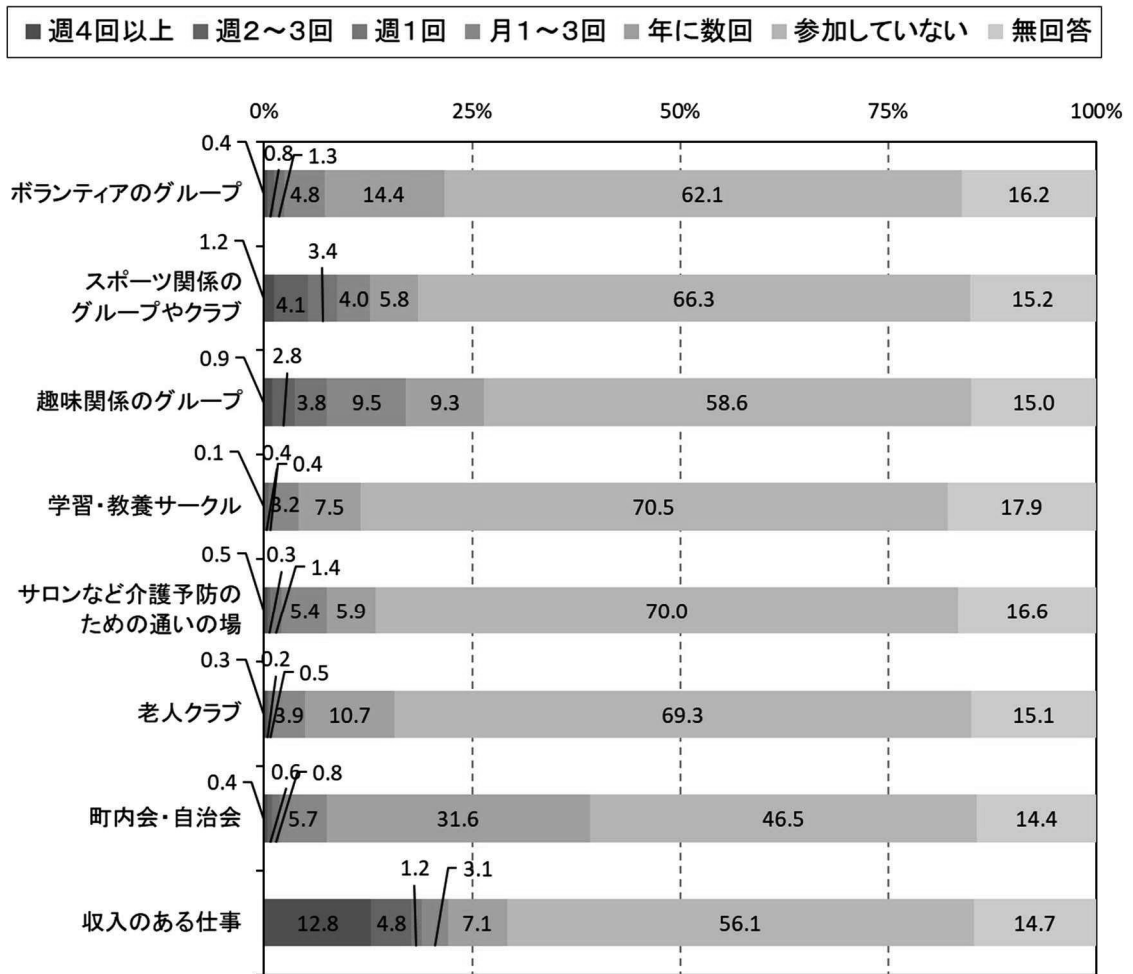 ■週４回以上 ■週２～３回 ■週１回 ■月１～３回 ■年に数回 ■参加していない ■無回答
0% 25% 50% 75% 100%
0.4 0.8 1.3
ボランティアのグループ 4.8 14.4 62.1 16.2
1.2 3.4
スポーツ関係の
グループやクラブ 4.1 4.0 5.8 66.3 15.2
0.9 2.8
趣味関係のグループ 3.8 9.5 9.3 58.6 15.0
0.1 0.4 0.4
学習・教養サークル 3.2 7.5 70.5 17.9
0.5 0.3 1.4
サロンなど介護予防の
ための通いの場 5.4 5.9 70.0 16.6
0.3 0.2 0.5
老人クラブ 3.9 10.7 69.3 15.1
0.4 0.6 0.8
町内会・自治会 5.7 31.6 46.5 14.4
1.2 3.1
収入のある仕事 12.8 4.8 7.1 56.1 14.7